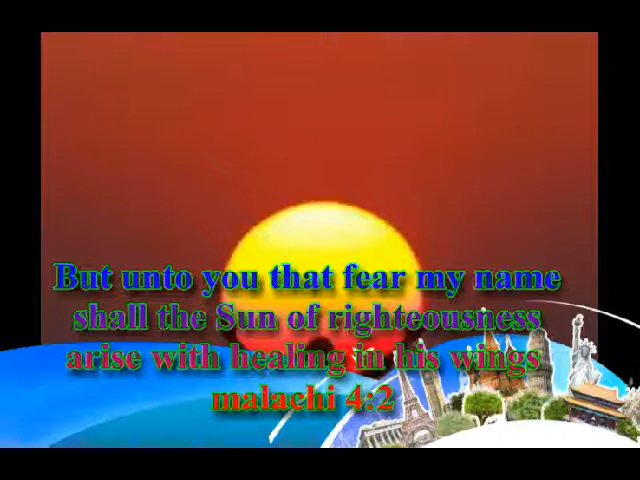 But unto you that fear my name
shall the Sun of righteousness
arise with healing in his wings
malachi 4:2